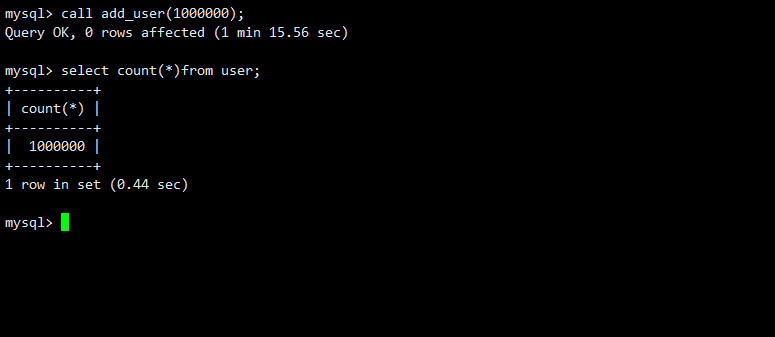 mysql> call add_user(1000000);
Query OK, 0 rows affected (1 min 15.56 sec)
mysql> select count(*)from user;
+----------+
| count(*) |
+----------+
|  1000000 |
+----------+
1 row in set (0.44 sec)
mysql>